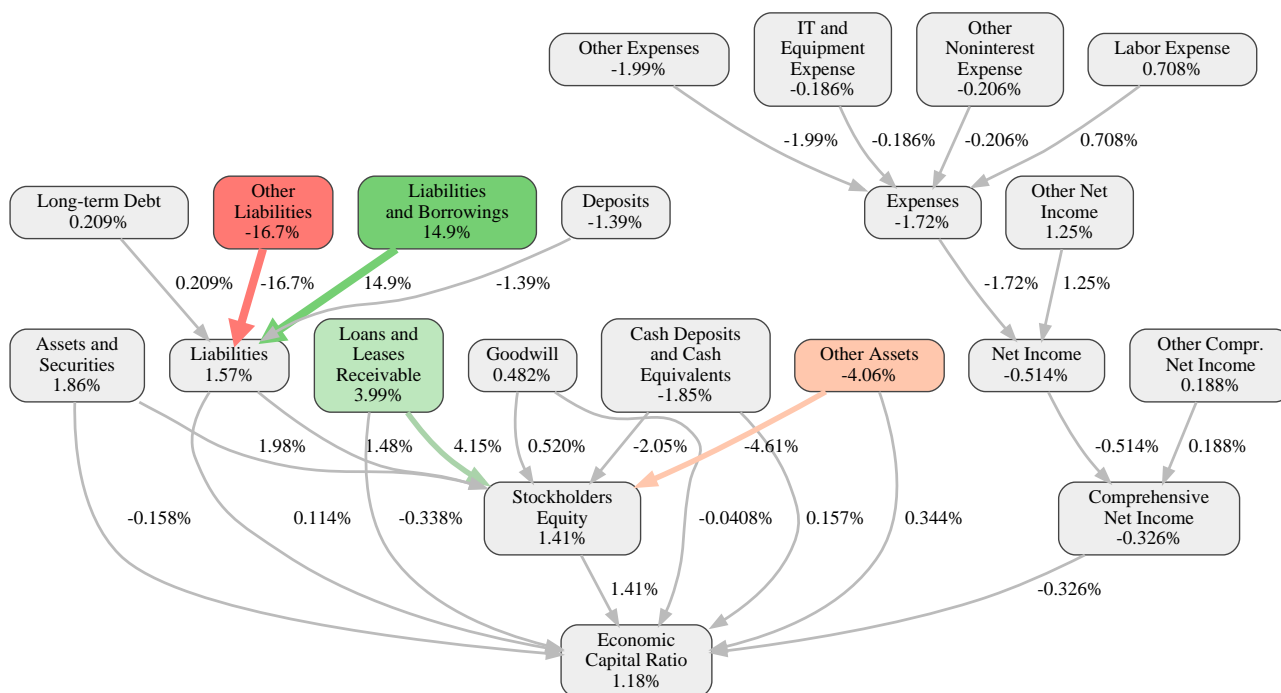 Other Expenses
-1.99%
IT and
Equipment
Expense
-0.186%
Other
Noninterest
Expense
-0.206%
Labor Expense
0.708%
-1.99%
-0.186%
-0.206%
0.708%
Long-term Debt
0.209%
Other
Liabilities
-16.7%
Liabilities
and Borrowings
14.9%
Deposits
-1.39%
Expenses
-1.72%
Other Net
Income
1.25%
0.209%
-16.7%
14.9%
-1.39%
-1.72%
1.25%
Assets and
Securities
1.86%
Liabilities
1.57%
Loans and
Leases
Receivable
3.99%
Goodwill
0.482%
Cash Deposits
and Cash
Equivalents
-1.85%
Other Assets
-4.06%
Net Income
-0.514%
Other Compr.
Net Income
0.188%
1.98%
1.48%
4.15%
0.520%
-2.05%
-4.61%
-0.514%
0.188%
Stockholders
Equity
1.41%
Comprehensive
Net Income
-0.326%
-0.158%
0.114%
-0.338%
-0.0408%
0.157%
0.344%
1.41%
-0.326%
Economic
Capital Ratio
1.18%